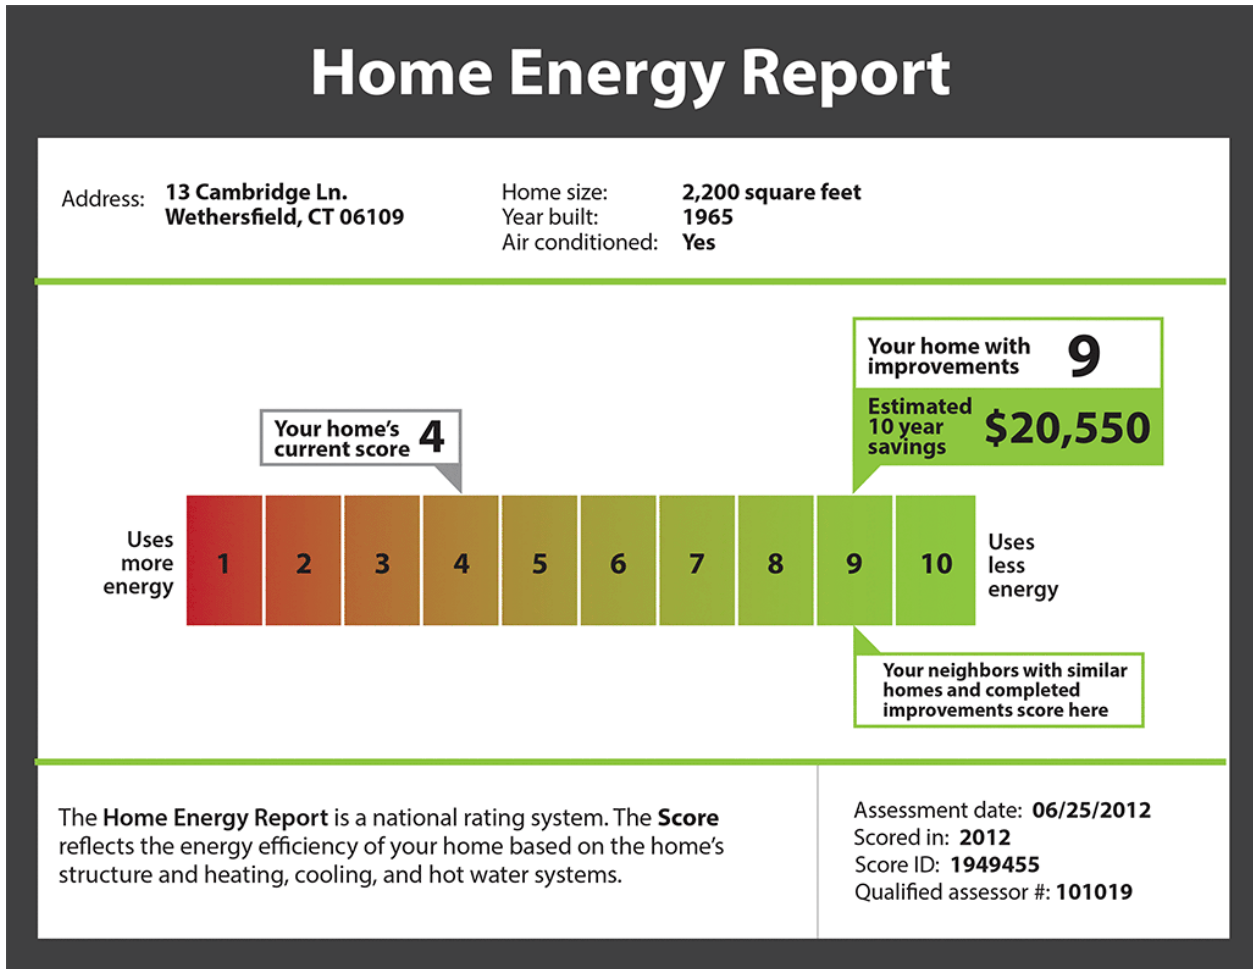 Home Energy Report
Address: 13 Cambridge Ln.
Wethersfield, CT 06109
Home size: 2,200 square feet
Year built: 1965
Air conditioned: Yes
Your home with
improvements 9
Estimated
10 year
savings $20,550
Your home's
current score 4
Uses
more
energy
1 2 3 4 5 6 7 8 9 10
Uses
less
energy
Your neighbors with similar
homes and completed
improvements score here
The Home Energy Report is a national rating system. The Score
reflects the energy efficiency of your home based on the home's
structure and heating, cooling, and hot water systems.
Assessment date: 06/25/2012
Scored in: 2012
Score ID: 1949455
Qualified assessor #: 101019